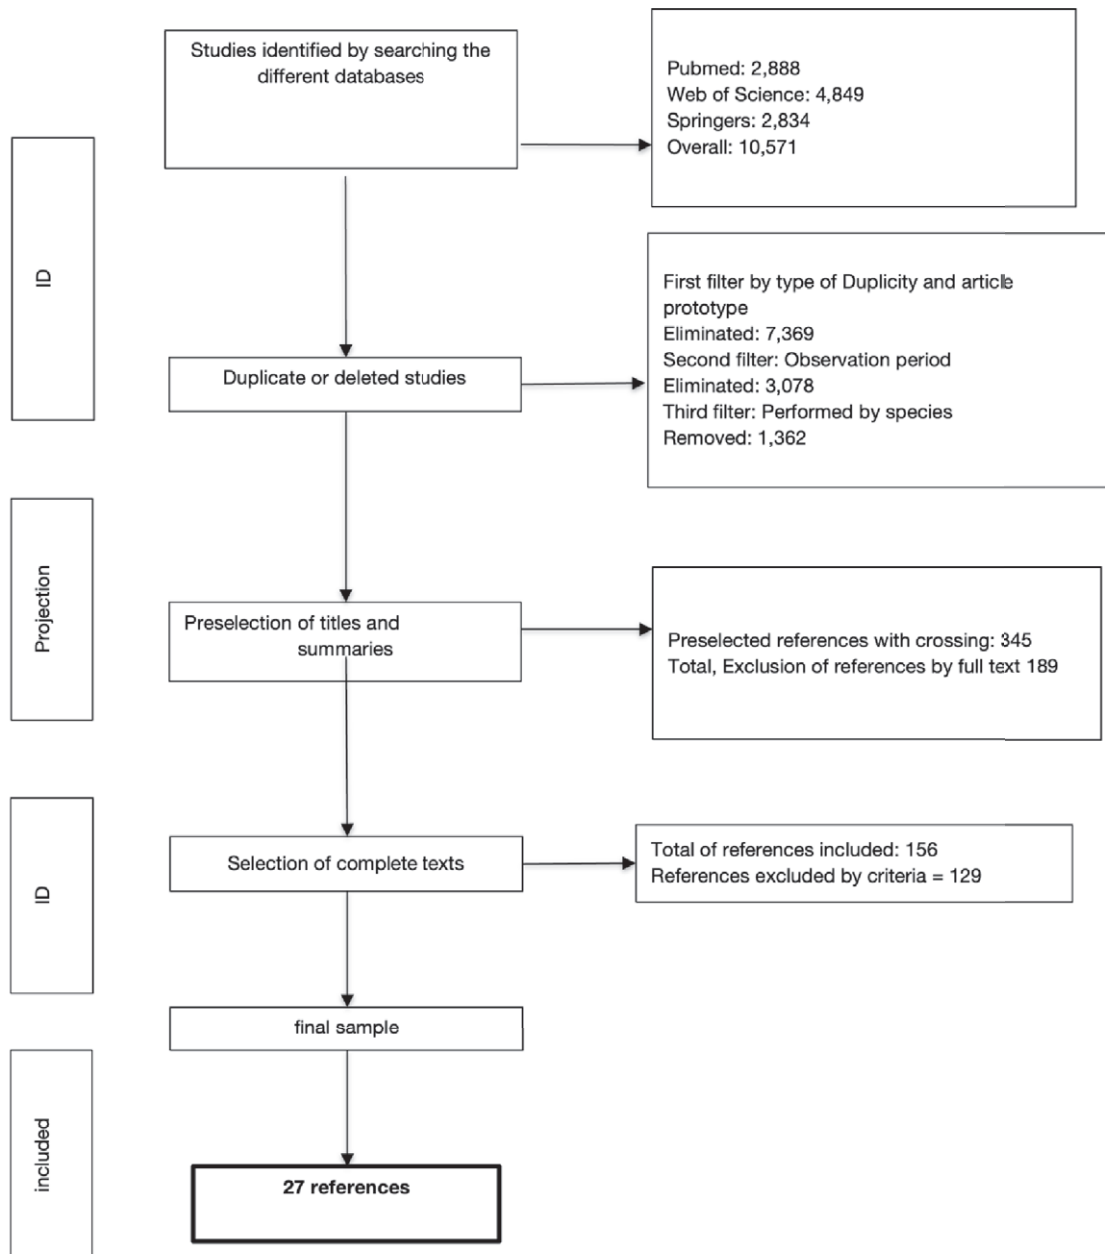 Studies identified by searching the
different databases
Pubmed: 2,888
Web of Science: 4,849
Springers: 2,834
Overall: 10,571
ID
First filter by type of Duplicity and article
prototype
Eliminated: 7,369
Second filter: Observation period
Eliminated: 3,078
Third filter: Performed by species
Removed: 1,362
Duplicate or deleted studies
Projection
Preselection of titles and
summaries
Preselected references with crossing: 345
Total, Exclusion of references by full text 189
ID
Selection of complete texts
Total of references included: 156
References excluded by criteria = 129
final sample
included
27 references